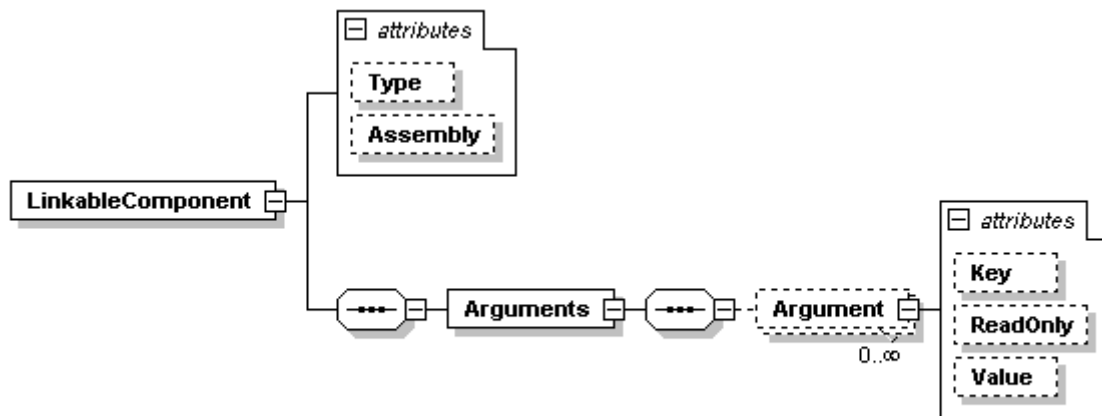 attributes
Type
Assembly
LinkableComponent
attributes
Key
Arguments
Argument
ReadOnly
0..∞
Value